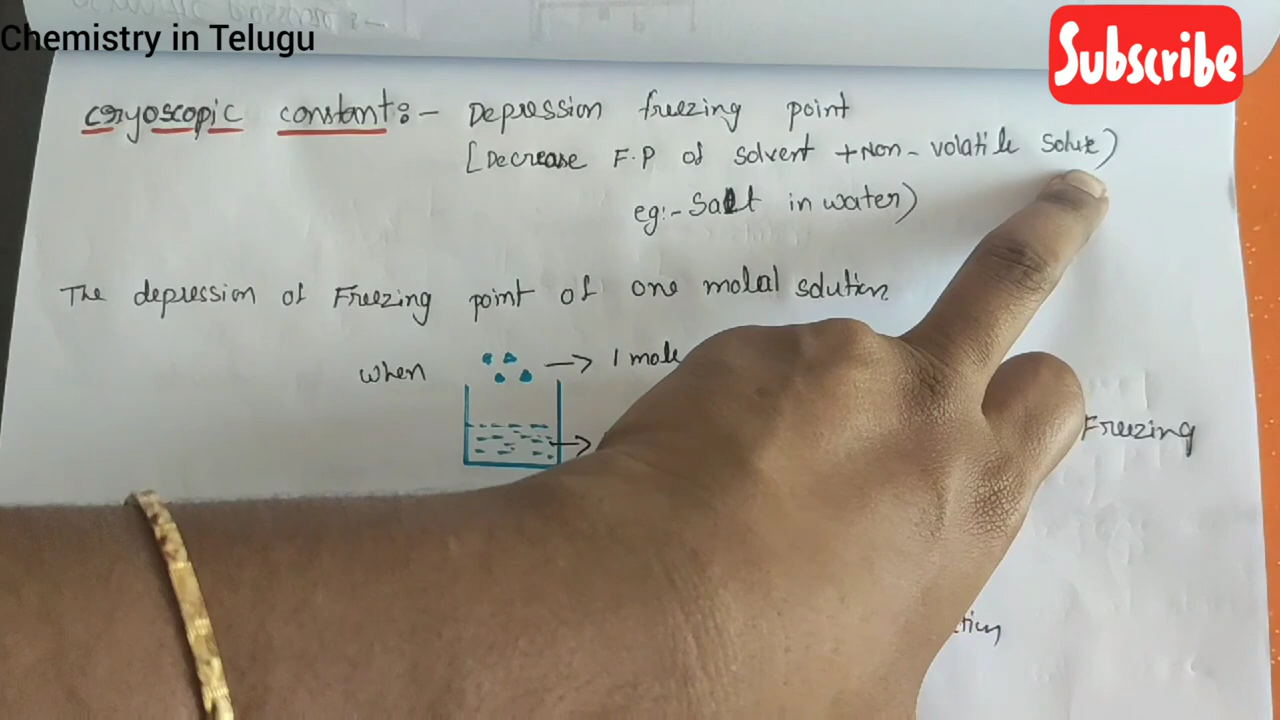 Chemistry in Telugu
Subscribe
Cryoscopic constant:- Depression freezing point
[Decrease F.P of solvent + Non-volatile solute)
eg:- Salt in water)
The depression of Freezing point of one molal solution
when
1 mole
Freezing